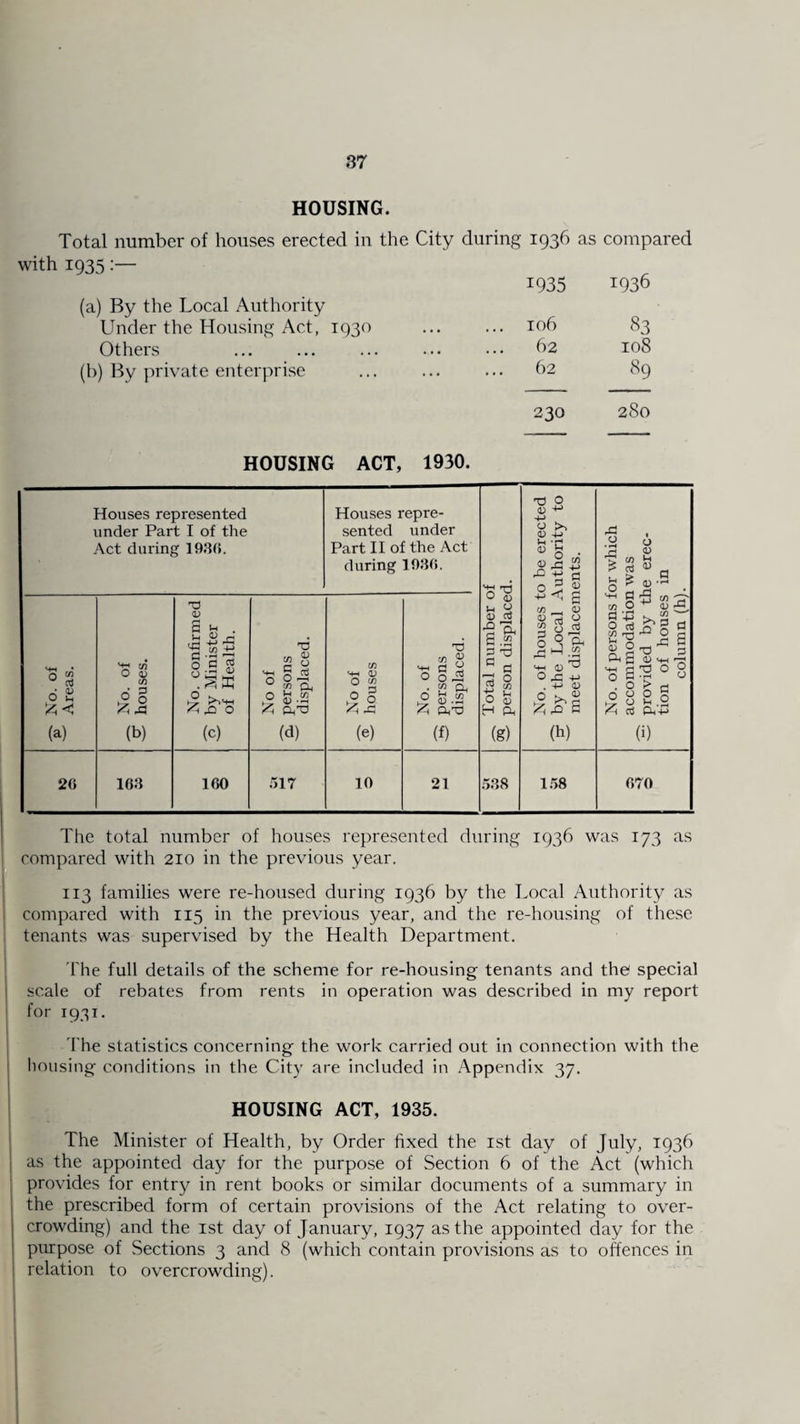 37
HOUSING.
Total number of houses erected in the City during 1936 as compared
with 1935 :—
1935 1936
(a) By the Local Authority
Under the Housing Act, 1930 ... ... 106 83
Others ... ... ... ... ... 62 108
(b) By private enterprise ... ... ... 62 89
230 280
HOUSING ACT, 1930.
Houses represented
under Part I of the
Act during 1936.
Houses repre-
sented under
Part II of the Act
during 1936.
No. of
Areas.
(a)
No. of
houses.
(b)
No. confirmed
by Minister
of Health.
(c)
No of
persons
displaced.
(d)
No of
houses
(e)
No. of
persons
displaced.
(f)
Total number of
person displaced.
(g)
No. of houses to be erected
by the Local Authority to
meet displacements.
(h)
No. of persons for which
accommodation was
provided by the erec-
tion of houses in
column (h).
(i)
26 163 160 517 10 21 538 158 670
The total number of houses represented during 1936 was 173 as
compared with 210 in the previous year.
113 families were re-housed during 1936 by the Local Authority as
compared with 115 in the previous year, and the re-housing of these
tenants was supervised by the Health Department.
The full details of the scheme for re-housing tenants and the special
scale of rebates from rents in operation was described in my report
for 1931.
The statistics concerning the work carried out in connection with the
housing conditions in the City are included in Appendix 37.
HOUSING ACT, 1935.
The Minister of Health, by Order fixed the 1st day of July, 1936
as the appointed day for the purpose of Section 6 of the Act (which
provides for entry in rent books or similar documents of a summary in
the prescribed form of certain provisions of the Act relating to over-
crowding) and the 1st day of January, 1937 as the appointed day for the
purpose of Sections 3 and 8 (which contain provisions as to offences in
relation to overcrowding).